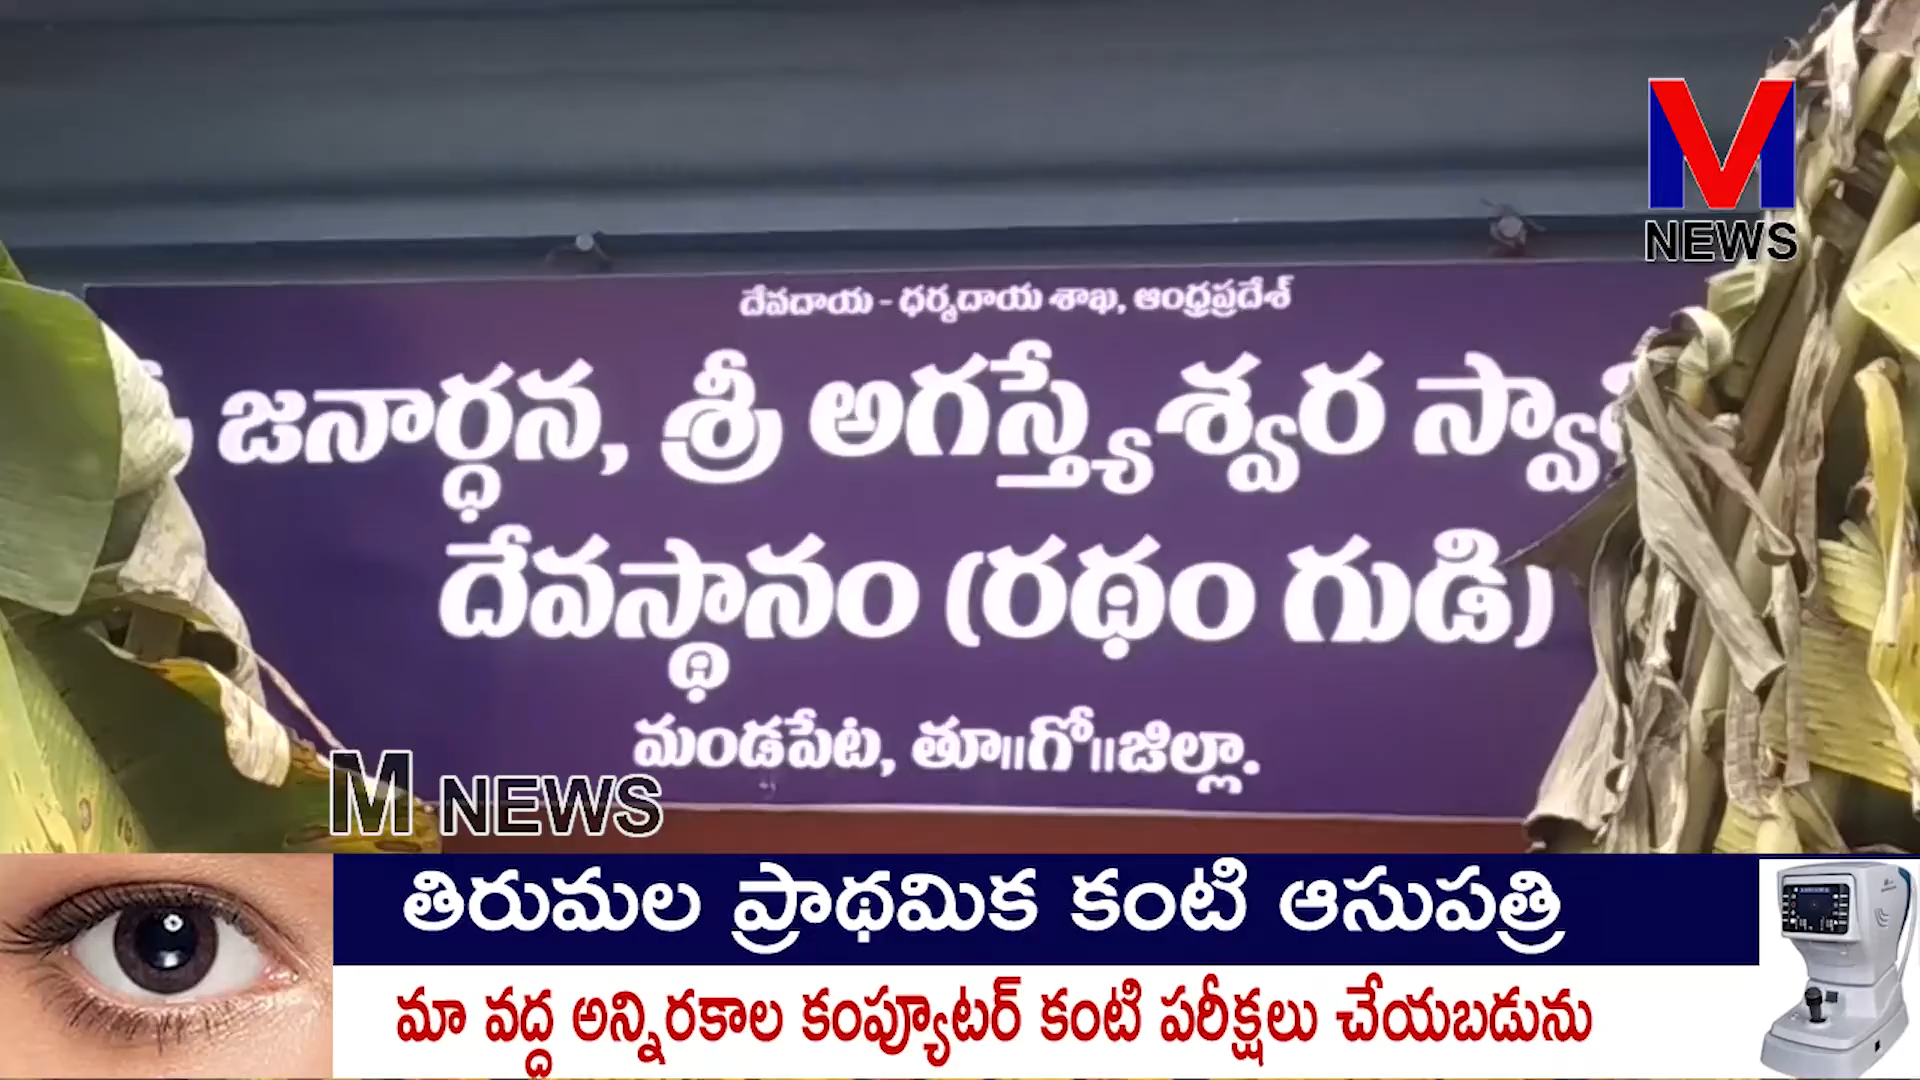 M
NEWS
దేవదాయ - ధర్మదాయ శాఖ, ఆంధ్రప్రదేశ్
జనార్ధన, శ్రీ అగస్త్యేశ్వర
దేవస్థానం (రథం గుడి)
మండపేట, తూ॥గో॥జిల్లా.
M NEWS
తిరుమల ప్రాథమిక కంటి ఆసుపత్రి
మా వద్ద అన్నిరకాల కంప్యూటర్ కంటి పరీక్షలు చేయబడును